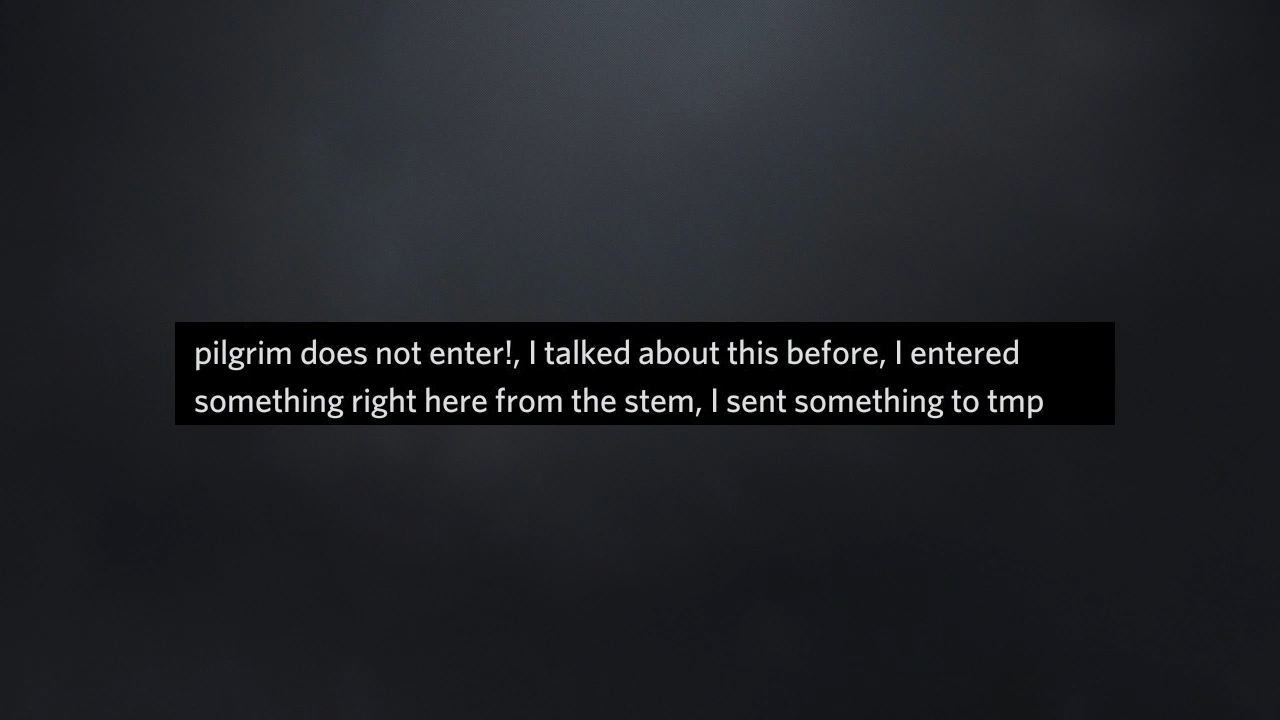 pilgrim does not enter!, I talked about this before, I entered
something right here from the stem, I sent something to tmp